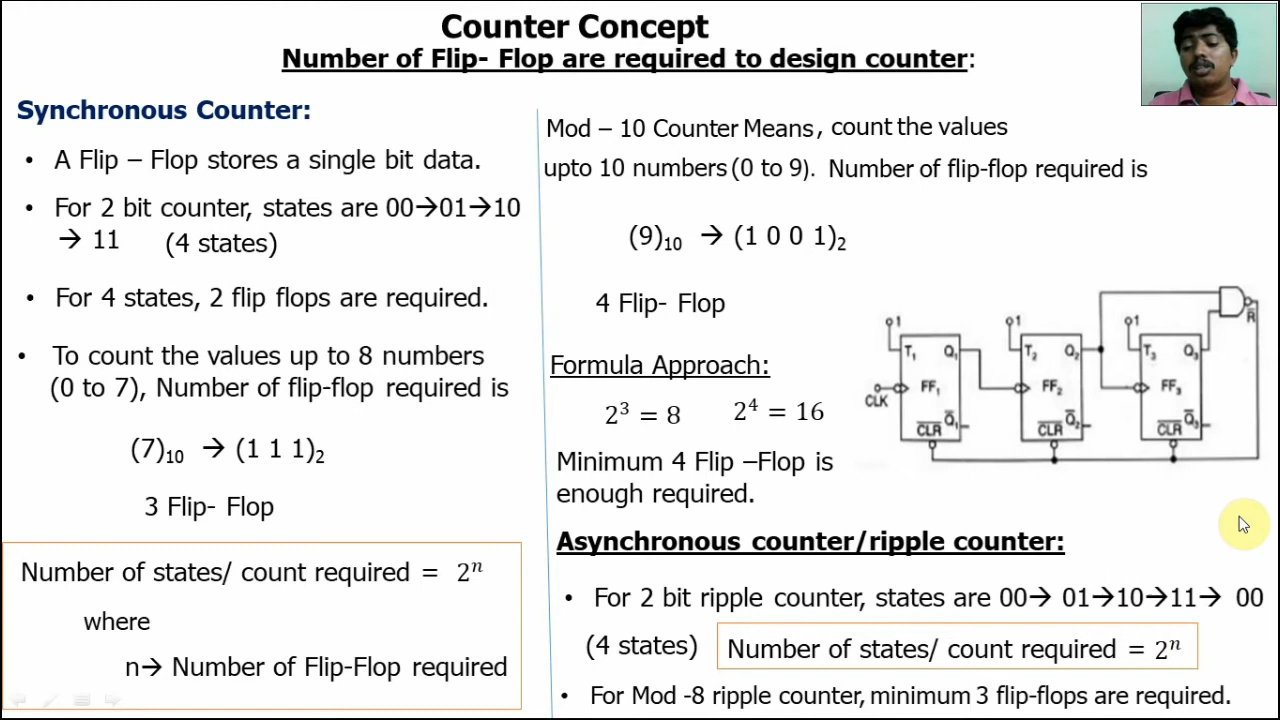 Counter Concept
Number of Flip- Flop are required to design counter:
Synchronous Counter:
• A Flip – Flop stores a single bit data.
• For 2 bit counter, states are 00→01→10
→ 11 (4 states)
• For 4 states, 2 flip flops are required.
• To count the values up to 8 numbers
(0 to 7), Number of flip-flop required is
(7)₁₀ → (1 1 1)₂
3 Flip- Flop
Number of states/ count required = 2ⁿ
where
n→ Number of Flip-Flop required
Mod – 10 Counter Means, count the values
upto 10 numbers (0 to 9). Number of flip-flop required is
(9)₁₀ → (1 0 0 1)₂
4 Flip- Flop
Formula Approach:
2³ = 8 2⁴ = 16
Minimum 4 Flip –Flop is
enough required.
1 1 1 R̅
T₁ Q₁ T₂ Q₂ T₃ Q₃
CLK FF₁ FF₂ FF₃
C̅L̅R̅ Q̅₁ C̅L̅R̅ Q̅₂ C̅L̅R̅ Q̅₃
Asynchronous counter/ripple counter:
• For 2 bit ripple counter, states are 00→ 01→10→11→ 00
(4 states) Number of states/ count required = 2ⁿ
• For Mod -8 ripple counter, minimum 3 flip-flops are required.